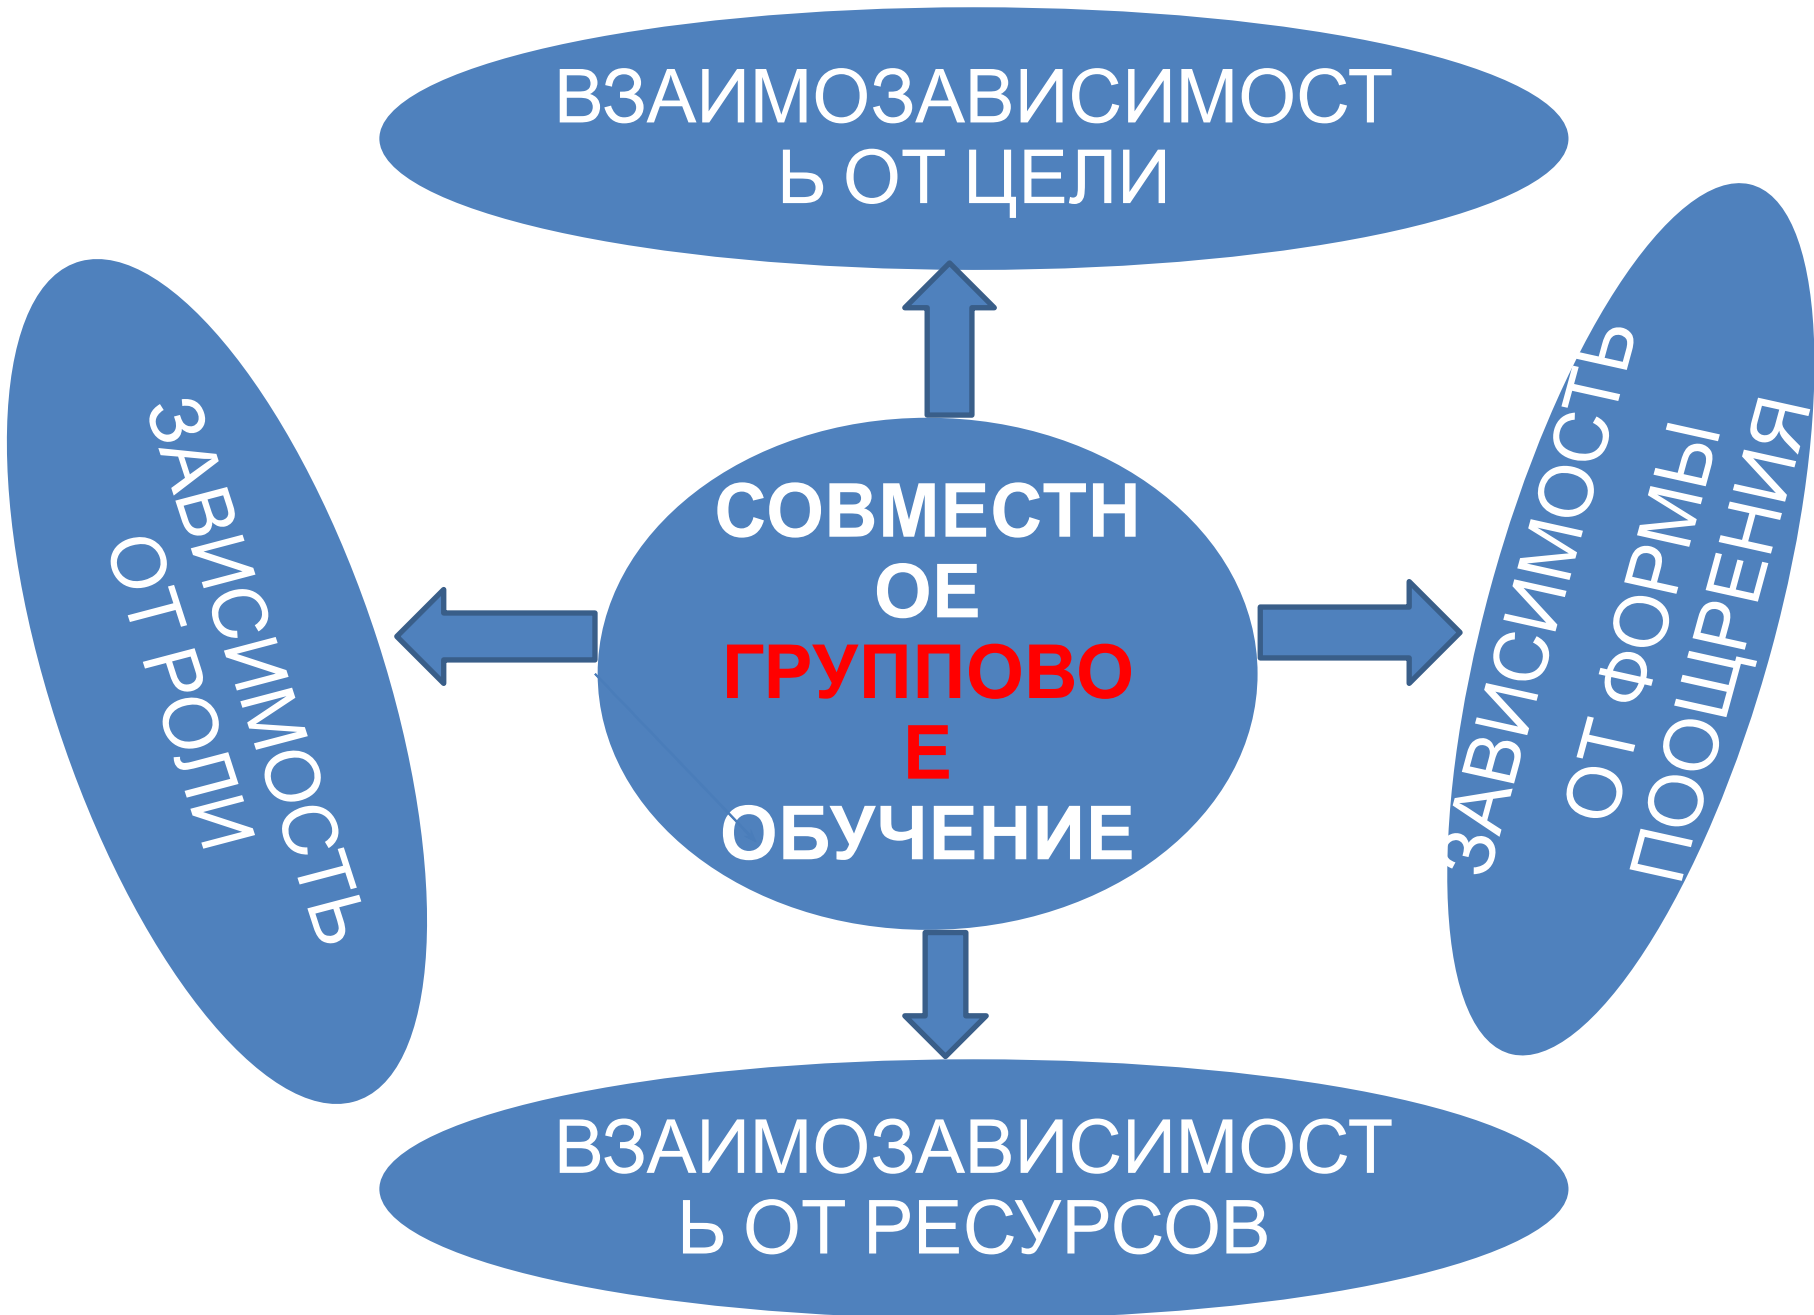 ВЗАИМОЗАВИСИМОСТ
Ь ОТ ЦЕЛИ
ЗАВИСИМОСТЬ
ОТ РОЛИ
СОВМЕСТН
ОЕ
ГРУППОВО
Е
ОБУЧЕНИЕ
ЗАВИСИМОСТЬ
ОТ ФОРМЫ
ПООЩРЕНИЯ
ВЗАИМОЗАВИСИМОСТ
Ь ОТ РЕСУРСОВ